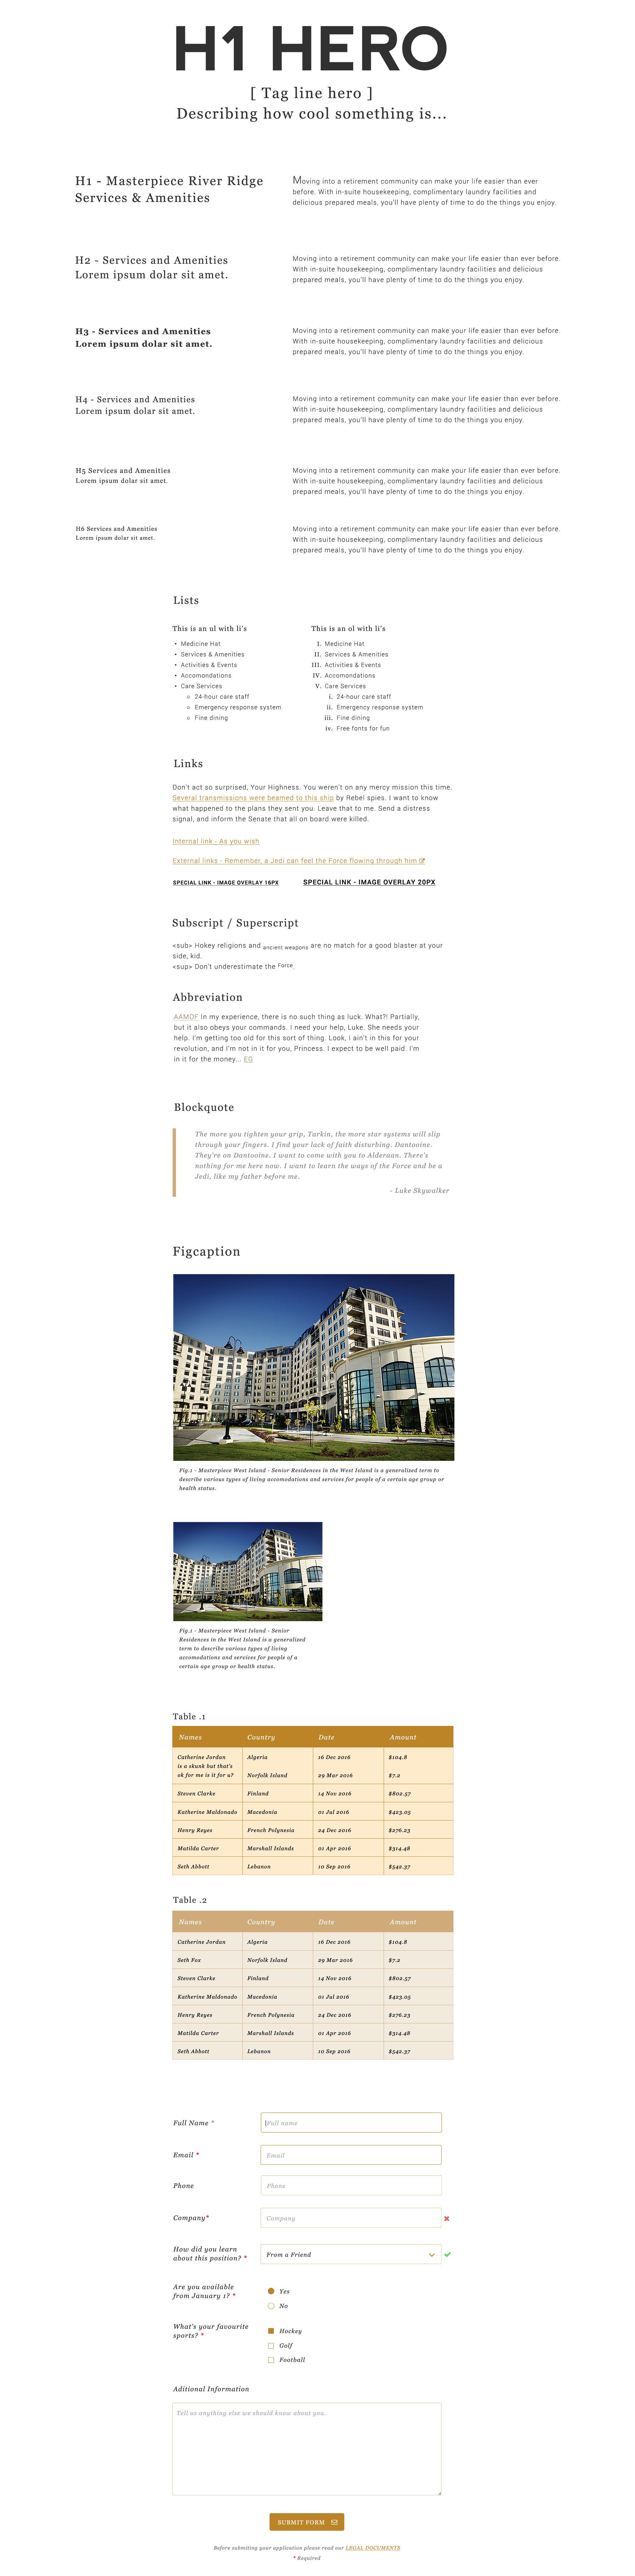 H1 HERO
[ Tag line hero ]
Describing how cool something is...
H1 - Masterpiece River Ridge
Services & Amenities
Moving into a retirement community can make your life easier than ever
before. With in-suite housekeeping, complimentary laundry facilities and
delicious prepared meals, you'll have plenty of time to do the things you enjoy.
H2 - Services and Amenities
Lorem ipsum dolar sit amet.
Moving into a retirement community can make your life easier than ever before.
With in-suite housekeeping, complimentary laundry facilities and delicious
prepared meals, you'll have plenty of time to do the things you enjoy.
H3 - Services and Amenities
Lorem ipsum dolar sit amet.
Moving into a retirement community can make your life easier than ever before.
With in-suite housekeeping, complimentary laundry facilities and delicious
prepared meals, you'll have plenty of time to do the things you enjoy.
H4 - Services and Amenities
Lorem ipsum dolar sit amet.
Moving into a retirement community can make your life easier than ever before.
With in-suite housekeeping, complimentary laundry facilities and delicious
prepared meals, you'll have plenty of time to do the things you enjoy.
H5 Services and Amenities
Lorem ipsum dolar sit amet.
Moving into a retirement community can make your life easier than ever before.
With in-suite housekeeping, complimentary laundry facilities and delicious
prepared meals, you'll have plenty of time to do the things you enjoy.
H6 Services and Amenities
Lorem ipsum dolar sit amet.
Moving into a retirement community can make your life easier than ever before.
With in-suite housekeeping, complimentary laundry facilities and delicious
prepared meals, you'll have plenty of time to do the things you enjoy.
Lists
This is an ul with li's
• Medicine Hat
• Services & Amenities
• Activities & Events
• Accomondations
• Care Services
o 24-hour care staff
o Emergency response system
o Fine dining
This is an ol with li's
I. Medicine Hat
II. Services & Amenities
III. Activities & Events
IV. Accomondations
V. Care Services
i. 24-hour care staff
ii. Emergency response system
iii. Fine dining
iv. Free fonts for fun
Links
Don't act so surprised, Your Highness. You weren't on any mercy mission this time.
Several transmissions were beamed to this ship by Rebel spies. I want to know
what happened to the plans they sent you. Leave that to me. Send a distress
signal, and inform the Senate that all on board were killed.
Internal link - As you wish
External links - Remember, a Jedi can feel the Force flowing through him
SPECIAL LINK - IMAGE OVERLAY 16PX
SPECIAL LINK - IMAGE OVERLAY 20PX
Subscript / Superscript
<sub> Hokey religions and ancient weapons are no match for a good blaster at your
side, kid.
<sup> Don't underestimate the Force.
Abbreviation
AAMOF In my experience, there is no such thing as luck. What?! Partially,
but it also obeys your commands. I need your help, Luke. She needs your
help. I'm getting too old for this sort of thing. Look, I ain't in this for your
revolution, and I'm not in it for you, Princess. I expect to be well paid. I'm
in it for the money... EG
Blockquote
The more you tighten your grip, Tarkin, the more star systems will slip
through your fingers. I find your lack of faith disturbing. Dantooine.
They're on Dantooine. I want to come with you to Alderaan. There's
nothing for me here now. I want to learn the ways of the Force and be a
Jedi, like my father before me.
- Luke Skywalker
Figcaption
Fig.1 - Masterpiece West Island - Senior Residences in the West Island is a generalized term to
describe various types of living accomodations and services for people of a certain age group or
health status.
Fig.1 - Masterpiece West Island - Senior
Residences in the West Island is a generalized
term to describe various types of living
accomodations and services for people of a
certain age group or health status.
Table .1
Names Country Date Amount
Catherine Jordan Algeria 16 Dec 2016 $104.8
is a skunk but that's
ok for me is it for u? Norfolk Island 29 Mar 2016 $7.2
Steven Clarke Finland 14 Nov 2016 $802.57
Katherine Maldonado Macedonia 01 Jul 2016 $423.05
Henry Reyes French Polynesia 24 Dec 2016 $276.23
Matilda Carter Marshall Islands 01 Apr 2016 $314.48
Seth Abbott Lebanon 10 Sep 2016 $542.37
Table .2
Names Country Date Amount
Catherine Jordan Algeria 16 Dec 2016 $104.8
Seth Fox Norfolk Island 29 Mar 2016 $7.2
Steven Clarke Finland 14 Nov 2016 $802.57
Katherine Maldonado Macedonia 01 Jul 2016 $423.05
Henry Reyes French Polynesia 24 Dec 2016 $276.23
Matilda Carter Marshall Islands 01 Apr 2016 $314.48
Seth Abbott Lebanon 10 Sep 2016 $542.37
Full Name * Full name
Email * Email
Phone Phone
Company* Company
How did you learn
about this position? * From a Friend
Are you available
from January 1? *
Yes
No
What's your favourite
sports? *
Hockey
Golf
Football
Aditional Information
Tell us anything else we should know about you.
SUBMIT FORM
Before submiting your application please read our LEGAL DOCUMENTS
* Required